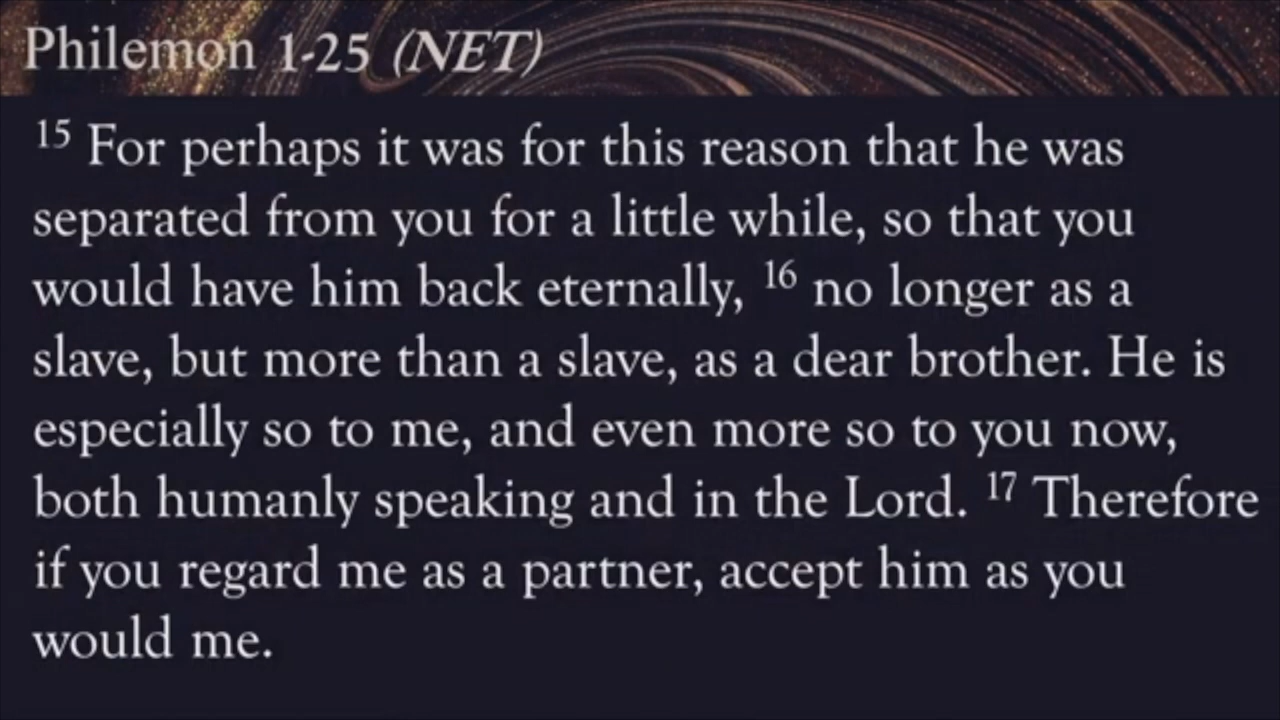 Philemon 1-25 (NET)
15 For perhaps it was for this reason that he was
separated from you for a little while, so that you
would have him back eternally, 16 no longer as a
slave, but more than a slave, as a dear brother. He is
especially so to me, and even more so to you now,
both humanly speaking and in the Lord. 17 Therefore
if you regard me as a partner, accept him as you
would me.